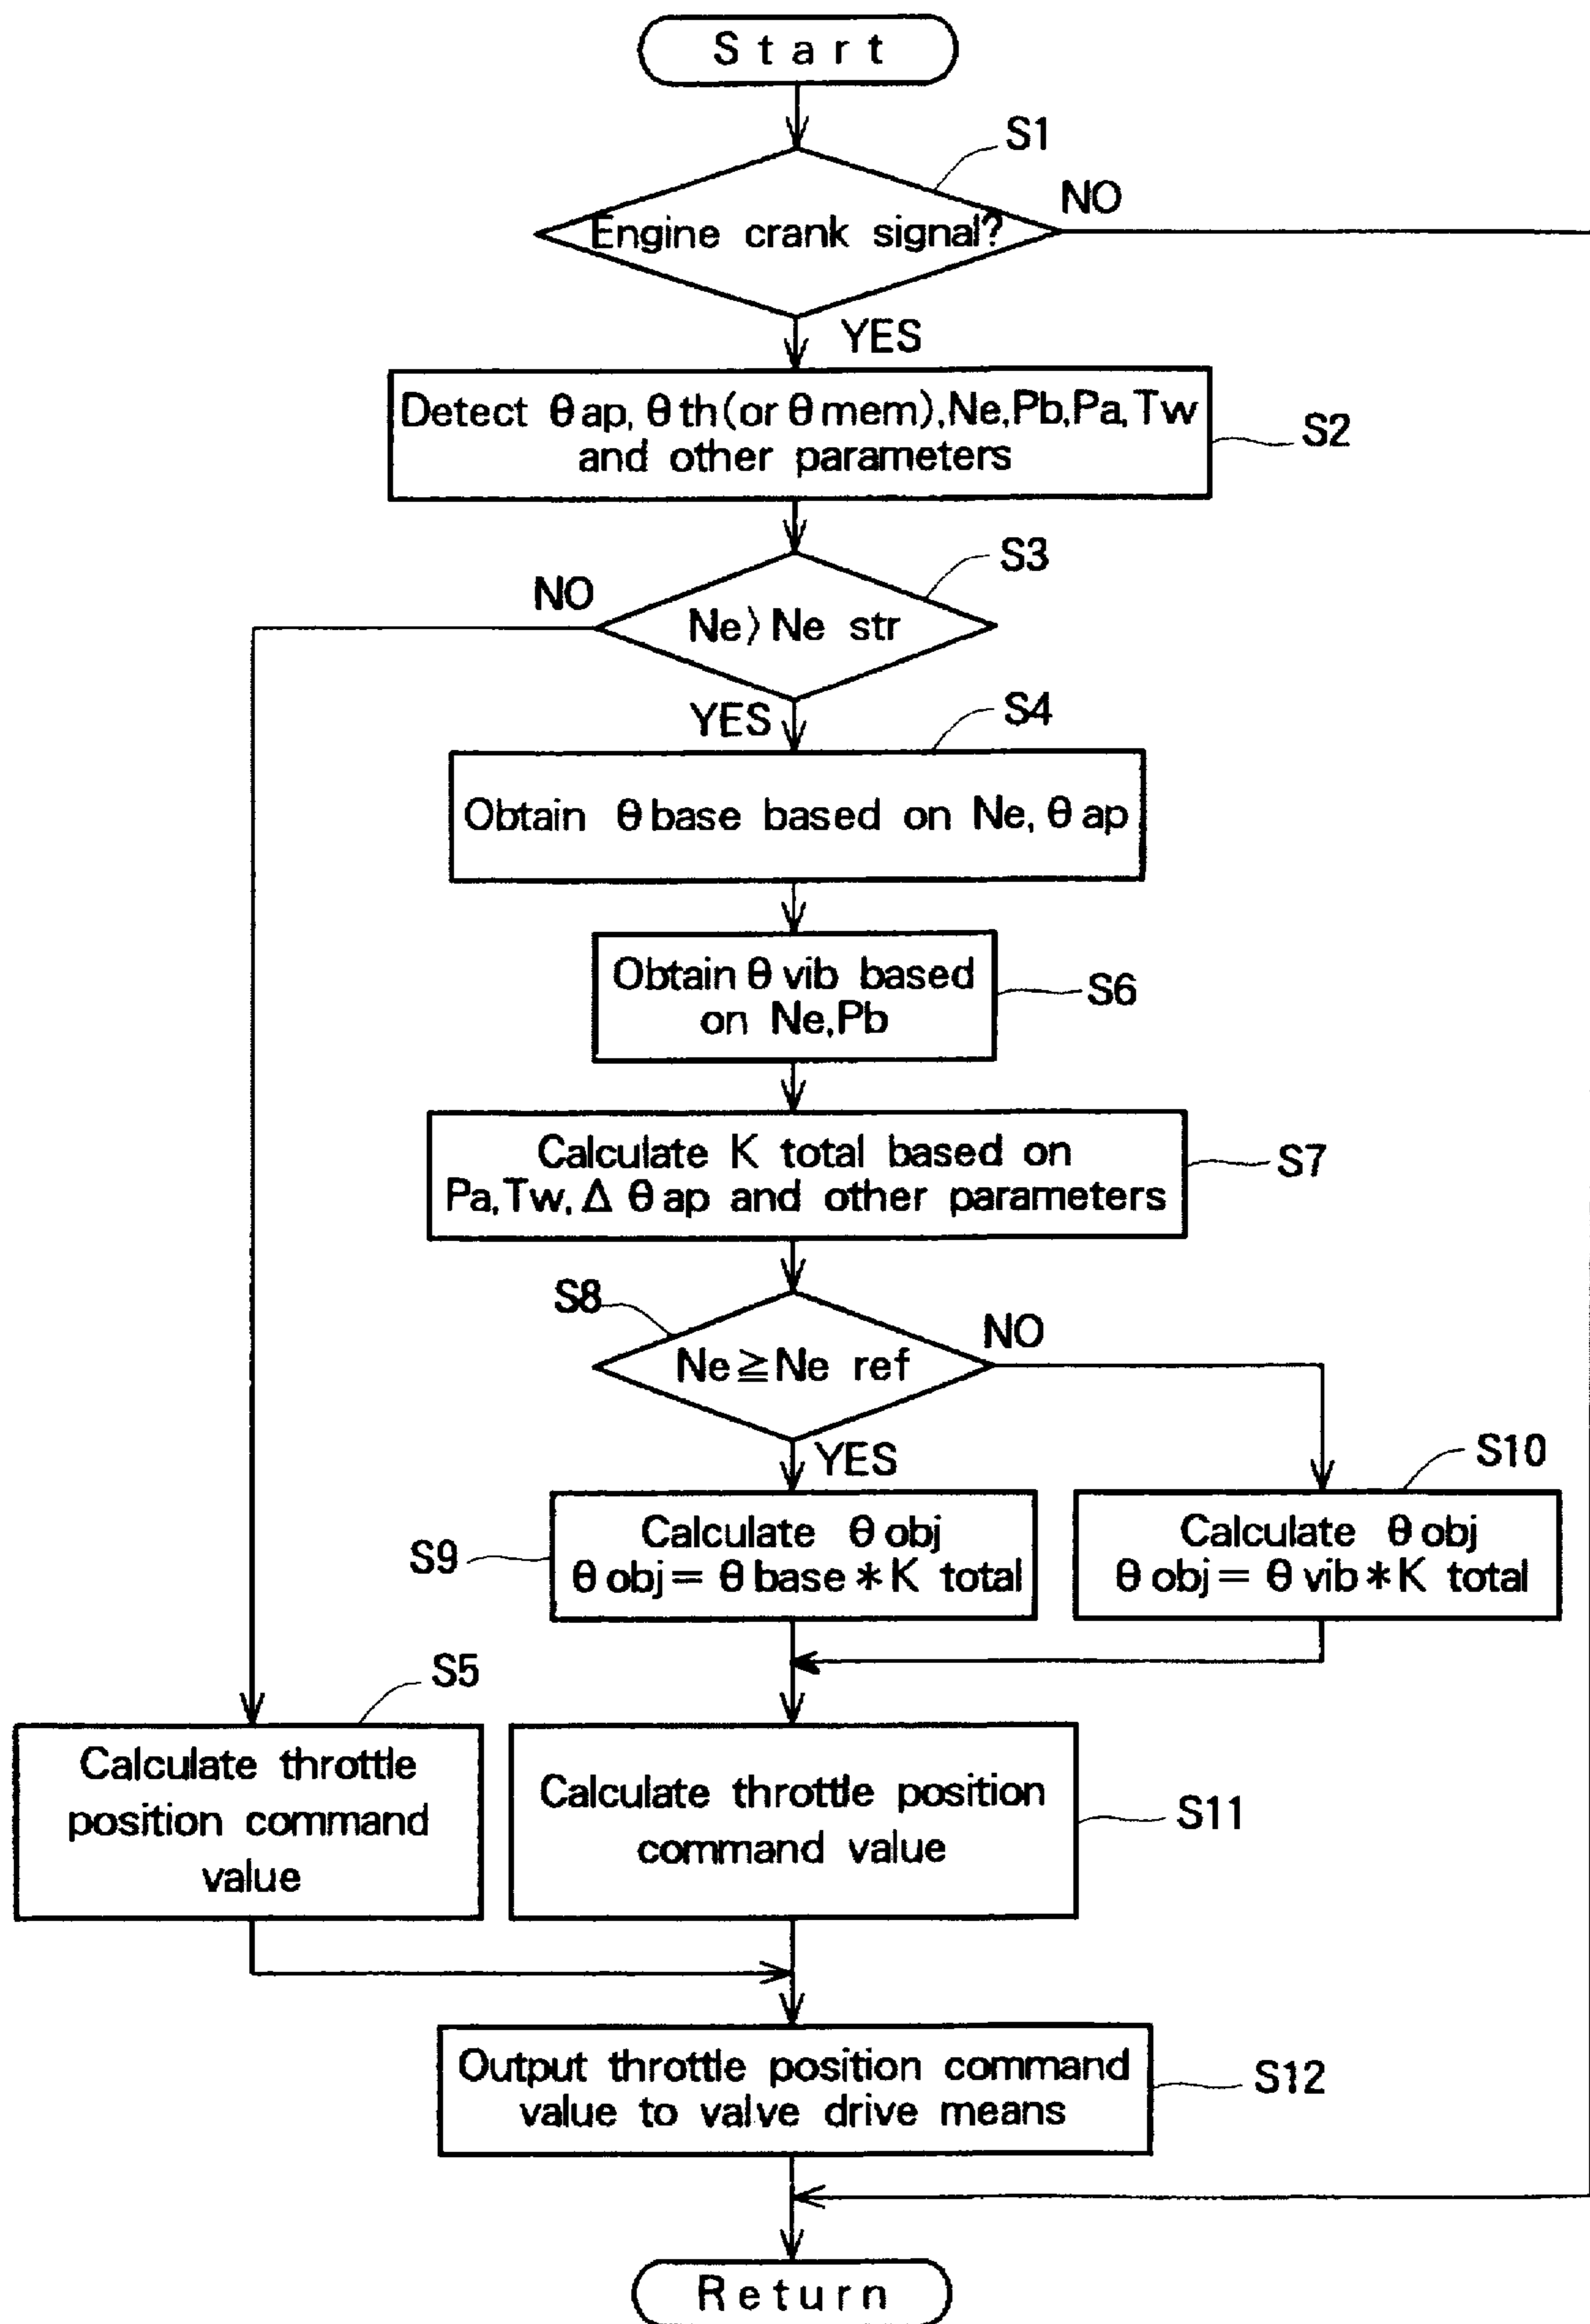 Start
S1
Engine crank signal?
NO
YES
Detect θap, θth(or θmem),Ne,Pb,Pa,Tw
and other parameters
S2
S3
NO
Ne〉Ne str
YES
S4
Obtain θbase based on Ne, θap
Obtain θvib based
on Ne,Pb
S6
Calculate K total based on
Pa,Tw,Δθap and other parameters
S7
S8
Ne≧Ne ref
NO
YES
S10
S9
Calculate θobj
θobj=θbase*K total
Calculate θobj
θobj=θvib*K total
S5
Calculate throttle
position command
value
Calculate throttle position
command value
S11
Output throttle position command
value to valve drive means
S12
Return